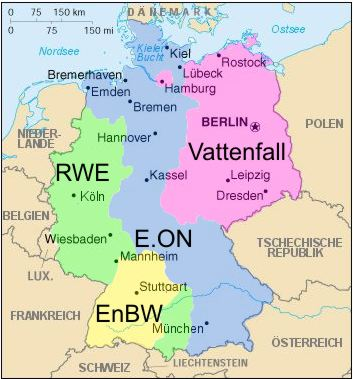 0 75 150 km
0 75 150 mi
DÄNEMARK
Nordsee
Ostsee
Kieler
Bucht
Kiel
Rostock
Lübeck
Bremerhaven
Hamburg
Emden
Bremen
BERLIN
POLEN
NIEDER-
LANDE
Hannover
Vattenfall
RWE
Kassel
Leipzig
Köln
Dresden
BELGIEN
E.ON
Wiesbaden
TSCHECHISCHE
REPUBLIK
LUX.
Mannheim
Stuttgart
FRANKREICH
EnBW
München
ÖSTERREICH
SCHWEIZ
LIECHTENSTEIN